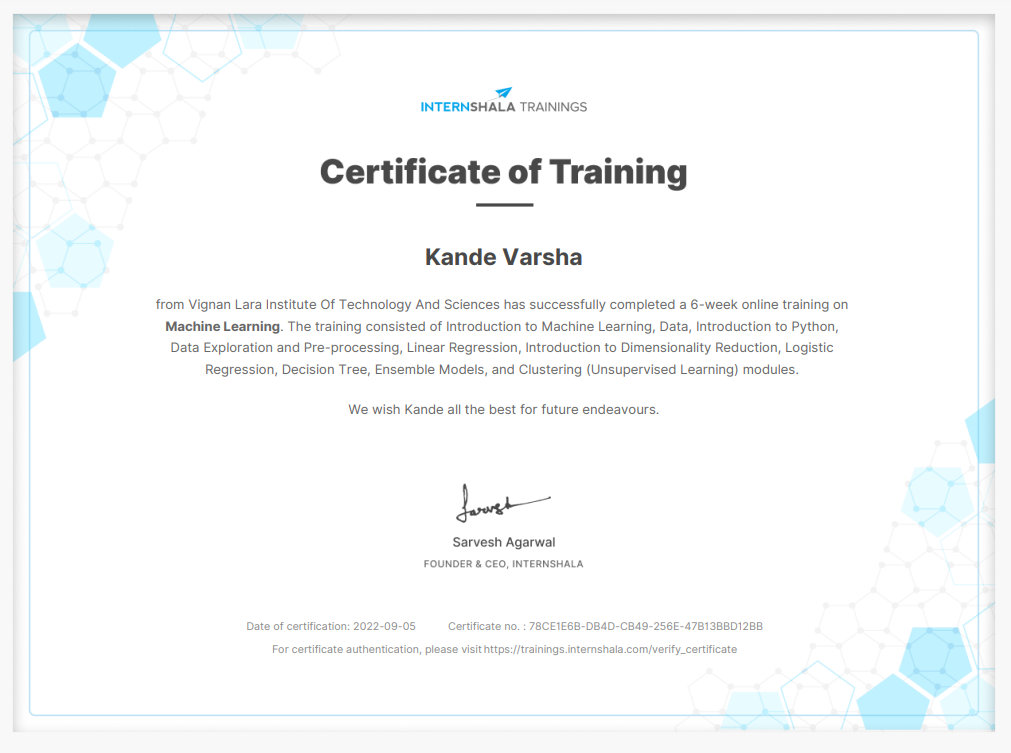 INTERNSHALA TRAININGS
Certificate of Training
Kande Varsha
from Vignan Lara Institute Of Technology And Sciences has successfully completed a 6-week online training on
Machine Learning. The training consisted of Introduction to Machine Learning, Data, Introduction to Python,
Data Exploration and Pre-processing, Linear Regression, Introduction to Dimensionality Reduction, Logistic
Regression, Decision Tree, Ensemble Models, and Clustering (Unsupervised Learning) modules.
We wish Kande all the best for future endeavours.
Sarvesh
Sarvesh Agarwal
FOUNDER & CEO, INTERNSHALA
Date of certification: 2022-09-05 Certificate no. : 78CE1E6B-DB4D-CB49-256E-47B13BBD12BB
For certificate authentication, please visit https://trainings.internshala.com/verify_certificate